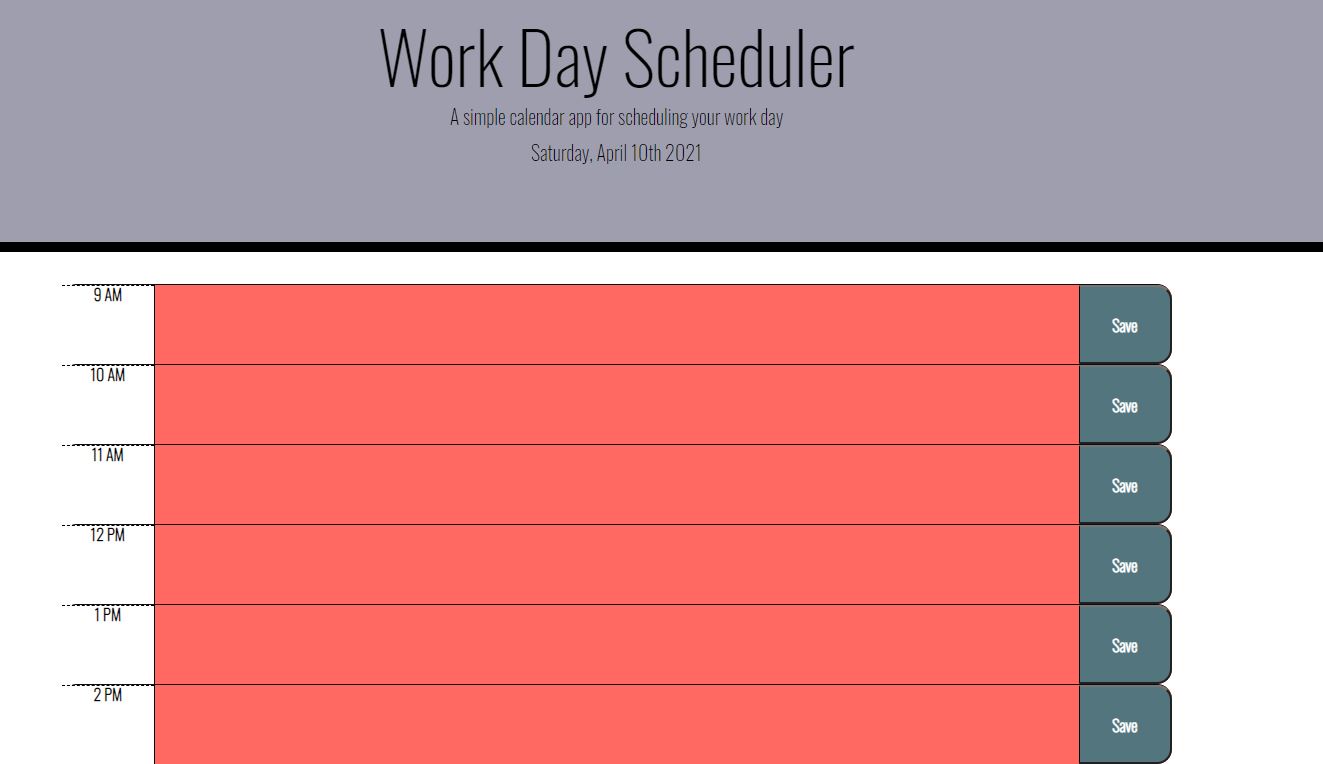 Work Day Scheduler
A simple calendar app for scheduling your work day
Saturday, April 10th 2021
9 AM
Save
10 AM
Save
11 AM
Save
12 PM
Save
1 PM
Save
2 PM
Save